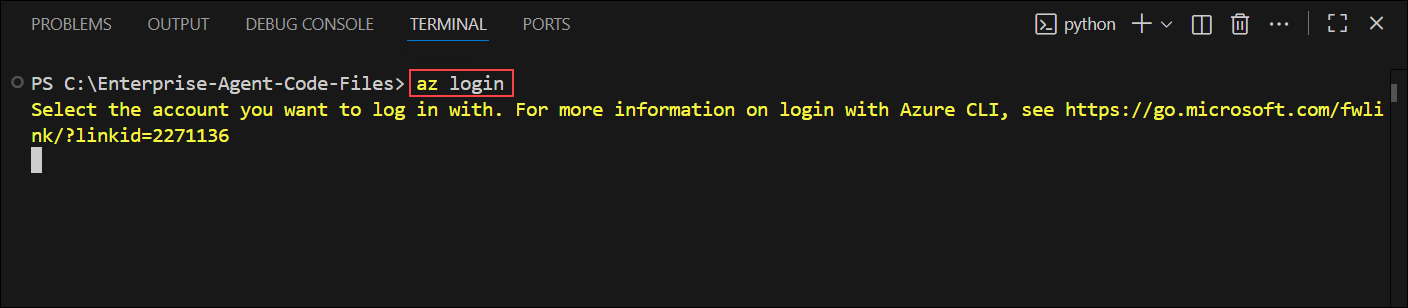 PROBLEMS OUTPUT DEBUG CONSOLE TERMINAL PORTS python
PS C:\Enterprise-Agent-Code-Files> az login
Select the account you want to log in with. For more information on login with Azure CLI, see https://go.microsoft.com/fwli
nk/?linkid=2271136